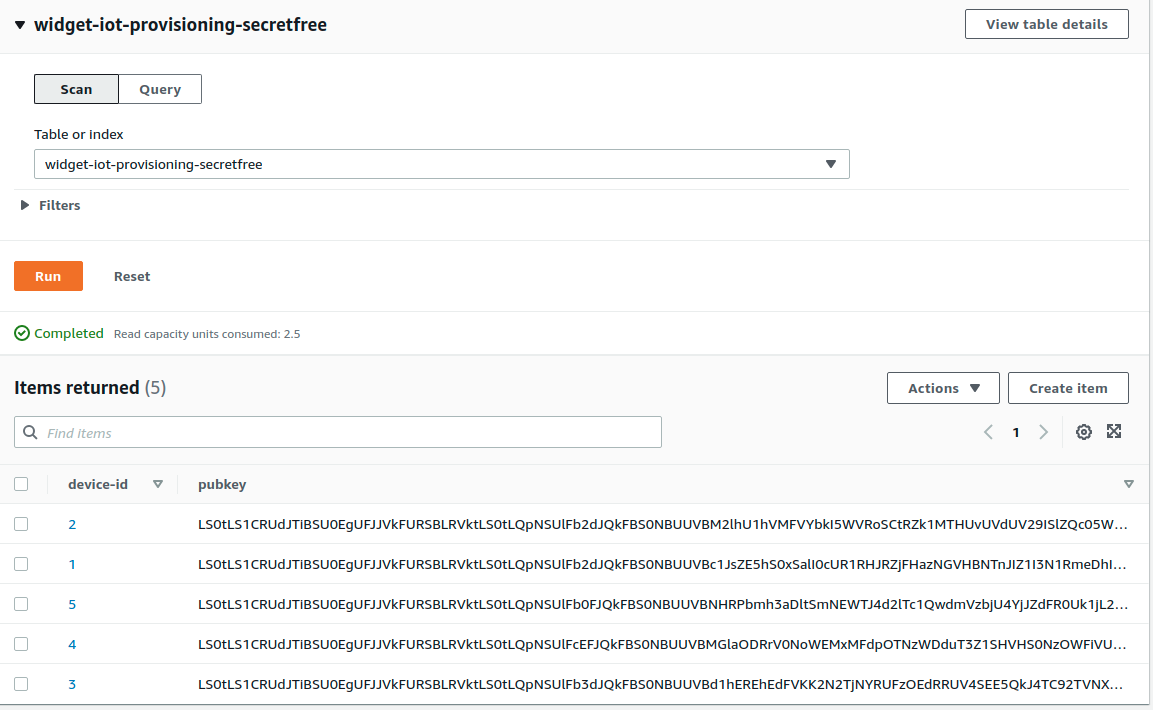 widget-iot-provisioning-secretfree
View table details
Scan
Query
Table or index
widget-iot-provisioning-secretfree
Filters
Run
Reset
Completed Read capacity units consumed: 2.5
Items returned (5)
Actions
Create item
Find items
1
device-id
pubkey
2 LS0tLS1CRUdJTiBSU0EgUFJJVkFURSBLRVktLS0tLQpNSUlFb2dJQkFBS0NBUUVBM2lhU1hVMFVYbkI5WVRoSCtRZk1MTHUvUVdUV29ISlZQc05W...
1 LS0tLS1CRUdJTiBSU0EgUFJJVkFURSBLRVktLS0tLQpNSUlFb2dJQkFBS0NBUUVBc1JsZE5hS0xSalI0cUR1RHJRZjFHazNGVHBNTnJIZ1I3N1RmeDhI...
5 LS0tLS1CRUdJTiBSU0EgUFJJVkFURSBLRVktLS0tLQpNSUlFb0FJQkFBS0NBUUVBNHRPbmh3aDltSmNEWTJ4d2lTc1QwdmVzbjU4YjJZdFR0Uk1jL2...
4 LS0tLS1CRUdJTiBSU0EgUFJJVkFURSBLRVktLS0tLQpNSUlFcEFJQkFBS0NBUUVBMGlaODRrV0NoWEMxMFdpOTNzWDduT3Z1SHVHS0NzOWFiVU...
3 LS0tLS1CRUdJTiBSU0EgUFJJVkFURSBLRVktLS0tLQpNSUlFb3dJQkFBS0NBUUVBd1hEREhEdFVKK2N2TjNYRUFzOEdRRUV4SEE5QkJ4TC92TVNX...